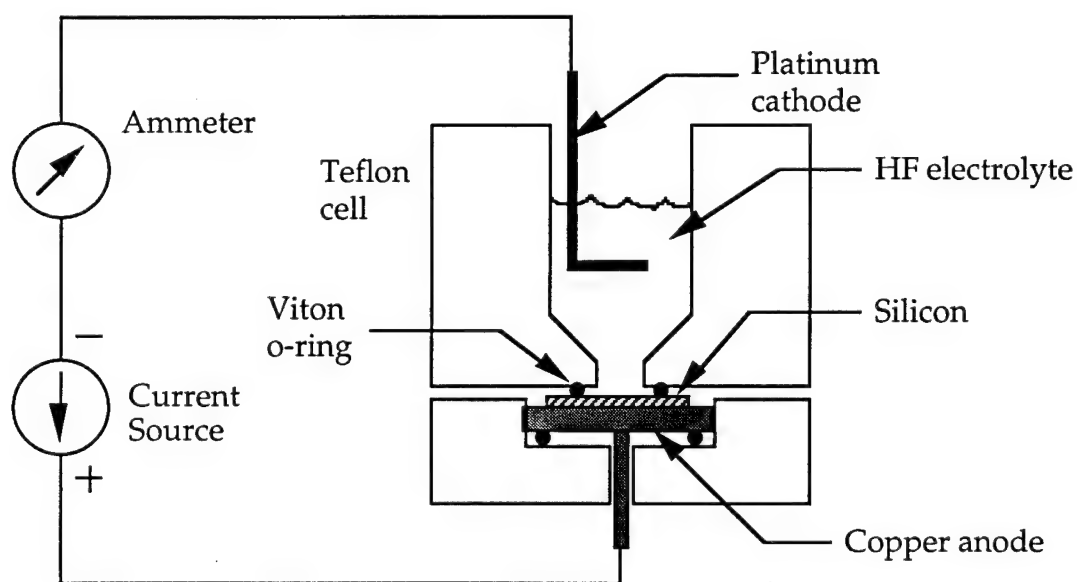 Platinum
cathode
Ammeter
Teflon
cell
HF electrolyte
Viton
o-ring
Silicon
−
Current
Source
+
Copper anode